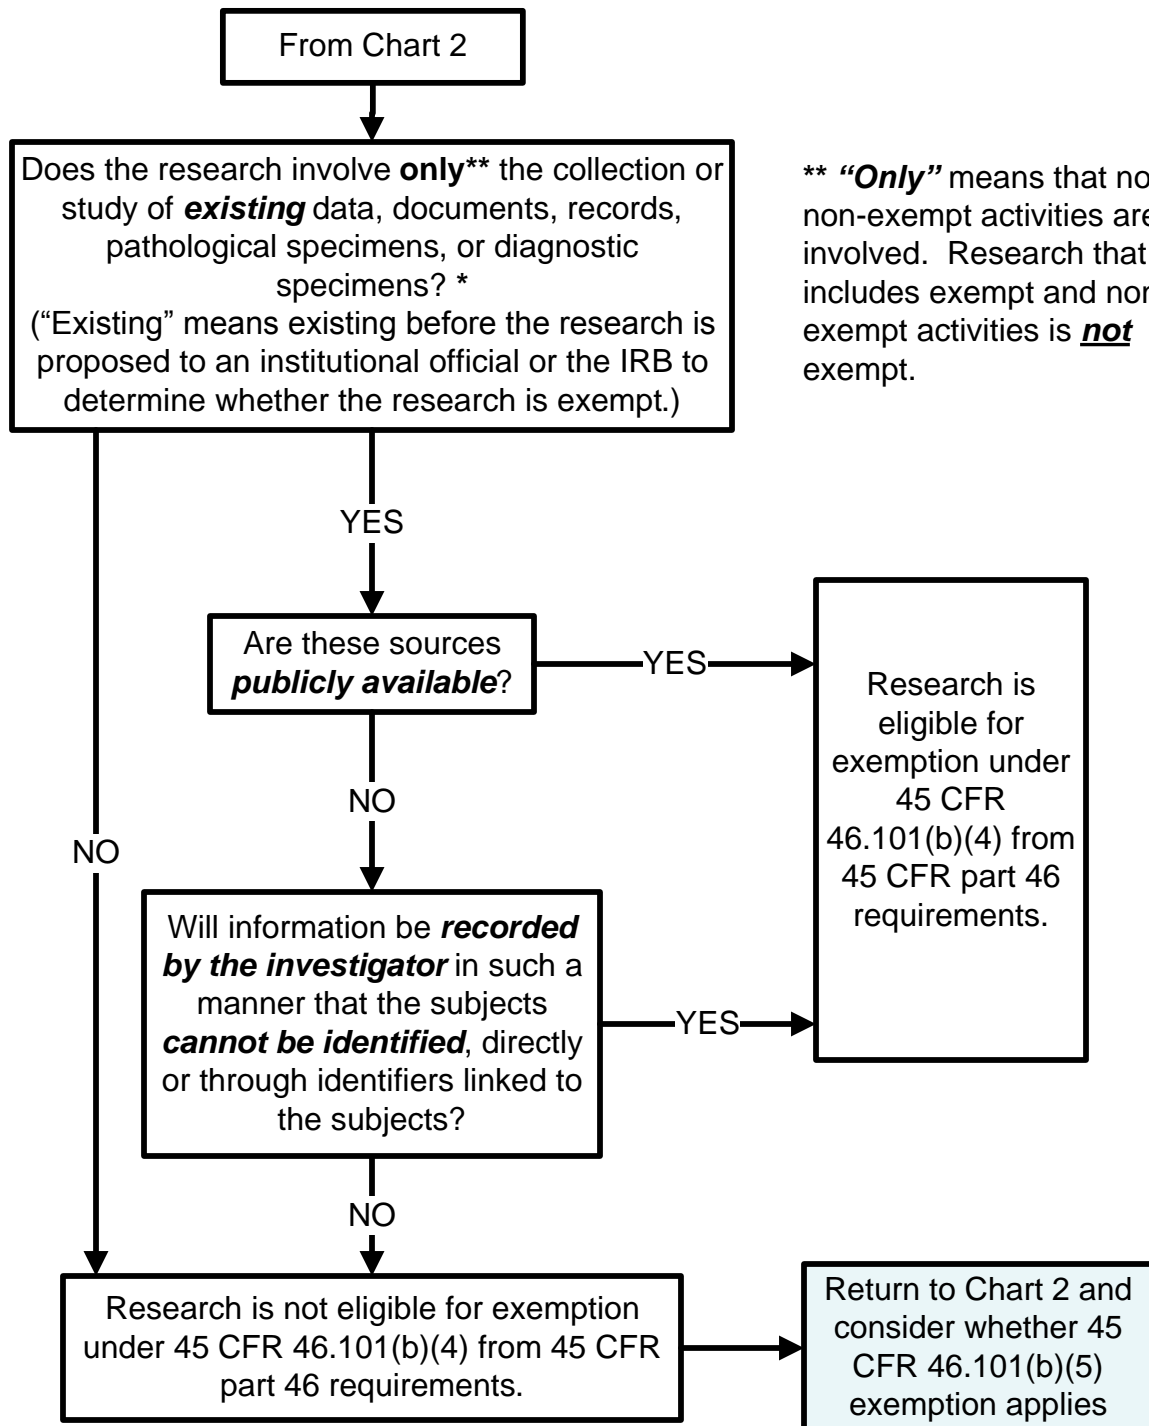 From Chart 2
Does the research involve only** the collection or
study of existing data, documents, records,
pathological specimens, or diagnostic
specimens? *
(“Existing” means existing before the research is
proposed to an institutional official or the IRB to
determine whether the research is exempt.)
** “Only” means that no
non-exempt activities are
involved.  Research that
includes exempt and non
exempt activities is not
exempt.
YES
Are these sources
publicly available?
YES
Research is
eligible for
exemption under
45 CFR
46.101(b)(4) from
45 CFR part 46
requirements.
NO
NO
Will information be recorded
by the investigator in such a
manner that the subjects
cannot be identified, directly
or through identifiers linked to
the subjects?
YES
NO
Research is not eligible for exemption
under 45 CFR 46.101(b)(4) from 45 CFR
part 46 requirements.
Return to Chart 2 and
consider whether 45
CFR 46.101(b)(5)
exemption applies